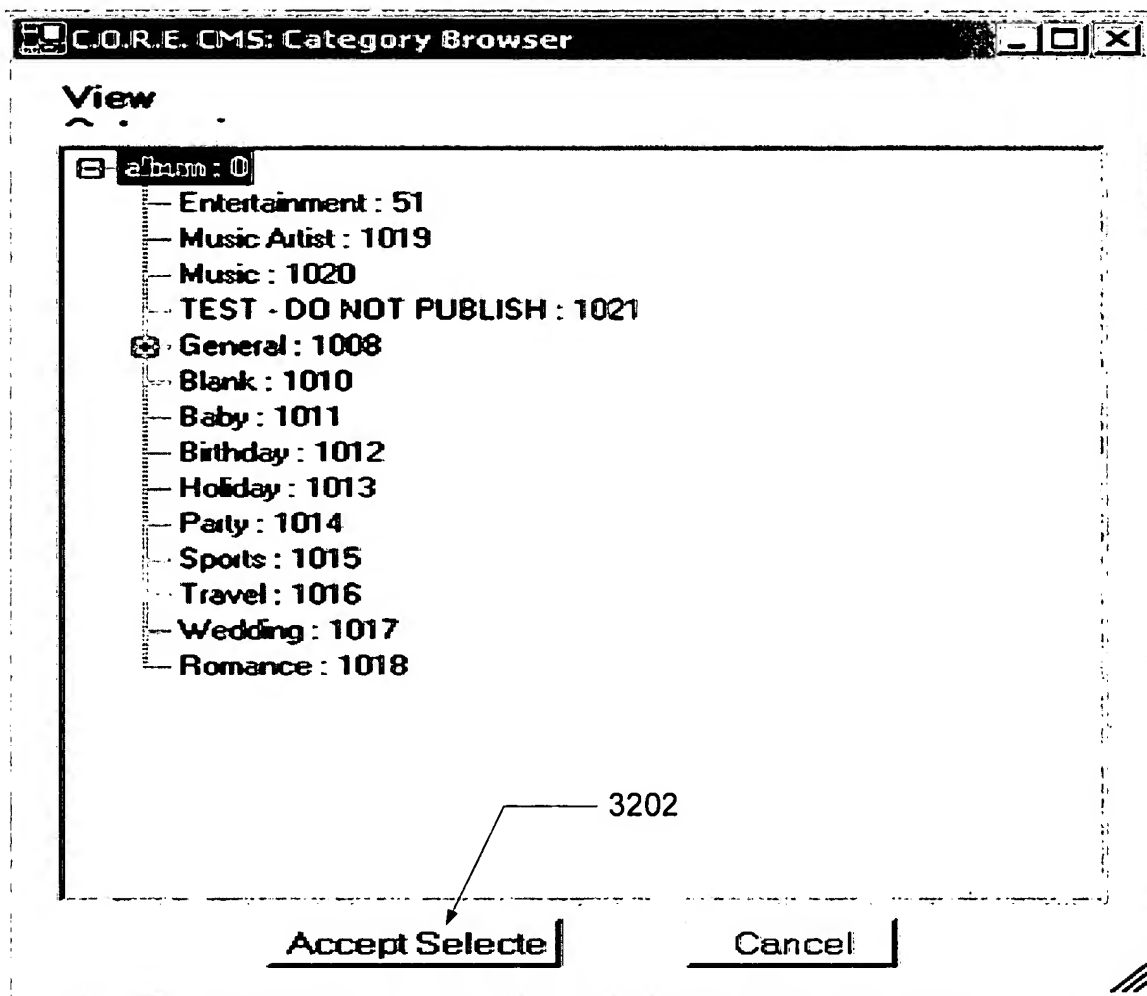 C.O.R.E. CMS: Category Browser
View
album : 0
Entertainment : 51
Music Artist : 1019
Music : 1020
TEST - DO NOT PUBLISH : 1021
General : 1008
Blank : 1010
Baby : 1011
Birthday : 1012
Holiday : 1013
Party : 1014
Sports : 1015
Travel : 1016
Wedding : 1017
Romance : 1018
3202
Accept Selecte
Cancel